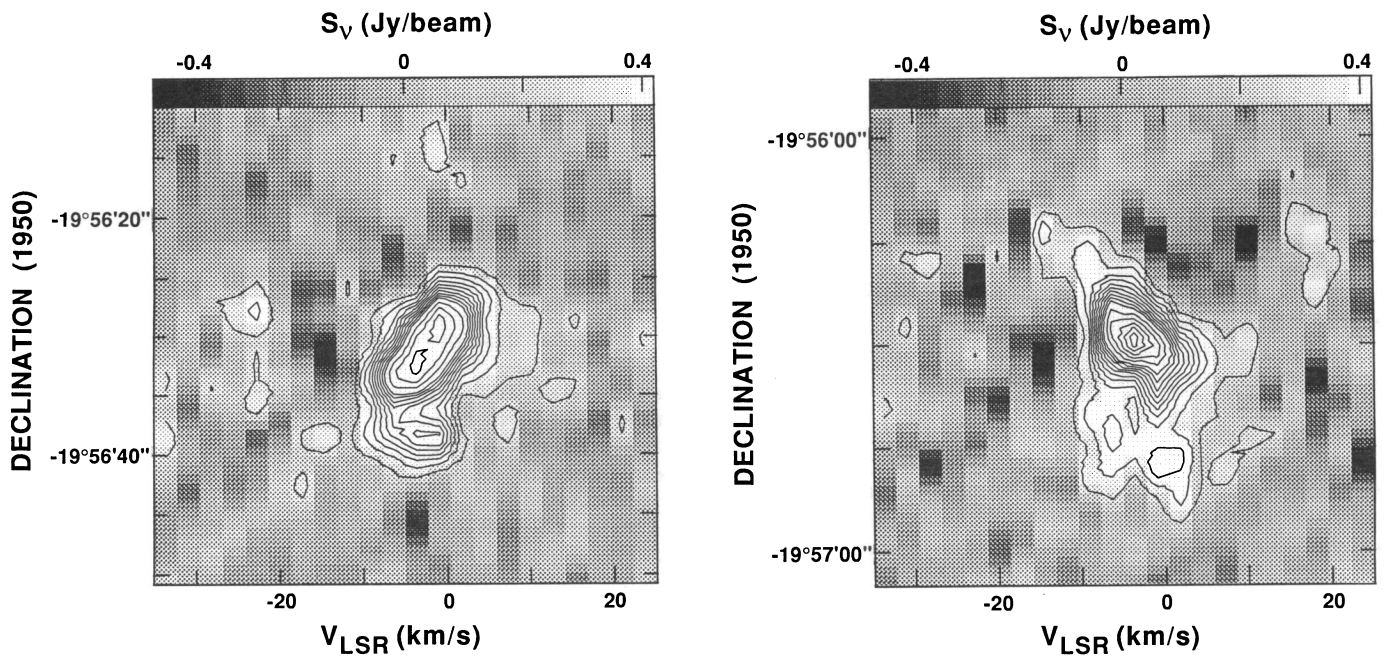 S_ν (Jy/beam)
-0.4 0 0.4
DECLINATION (1950)
-19°56'20"
-19°56'40"
-20 0 20
V_LSR (km/s)
S_ν (Jy/beam)
-0.4 0 0.4
DECLINATION (1950)
-19°56'00"
-19°57'00"
-20 0 20
V_LSR (km/s)